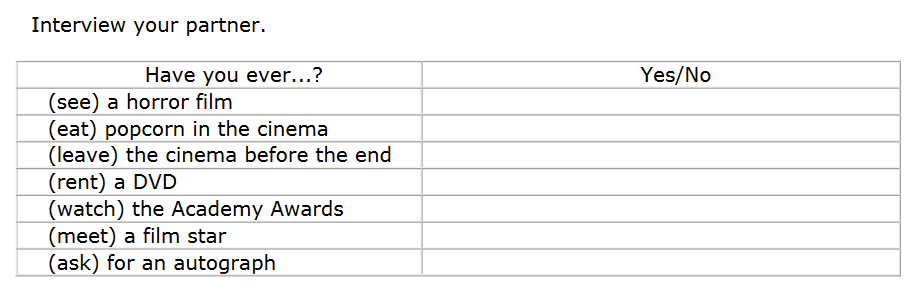 Interview your partner.
Have you ever...? Yes/No
(see) a horror film
(eat) popcorn in the cinema
(leave) the cinema before the end
(rent) a DVD
(watch) the Academy Awards
(meet) a film star
(ask) for an autograph